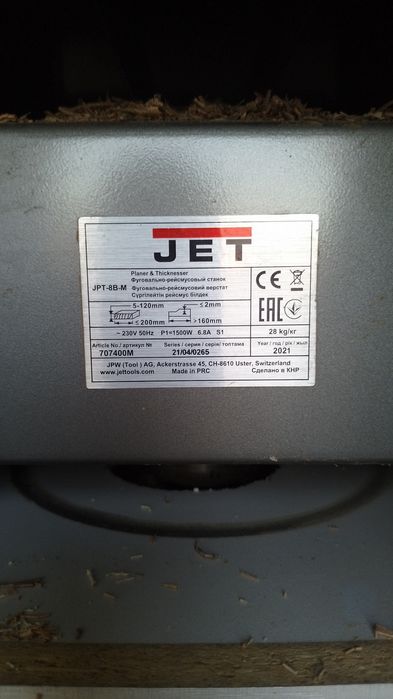 JET
Planer & Thicknesser
Фуговально-рейсмусовый станок
JPT-8B-M Фуговально-рейсмусовий верстат
Сүргілейтін рейсмус білдек
5-120mm ≤2mm
≤200mm >160mm
~ 230V 50Hz P1=1500W 6.8A S1
CE
EAC
28 kg/кг
Article No./ артикул № Series / серия / серія/ топтама Year / год / рік / жыл
707400M 21/04/0265 2021
JPW (Tool ) AG, Ackerstrasse 45, CH-8610 Uster, Switzerland
www.jettools.com Made in PRC Сделано в КНР